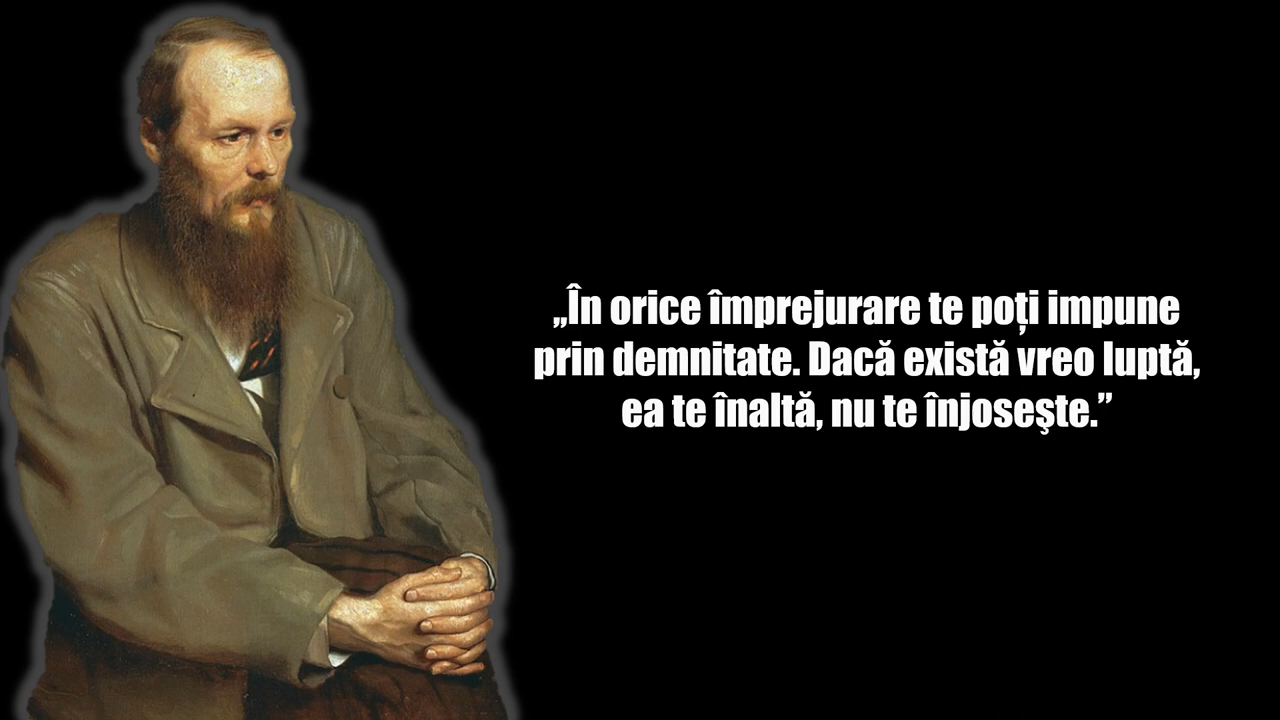 „În orice împrejurare te poți impune
prin demnitate. Dacă există vreo luptă,
ea te înaltă, nu te înjoseşte.”